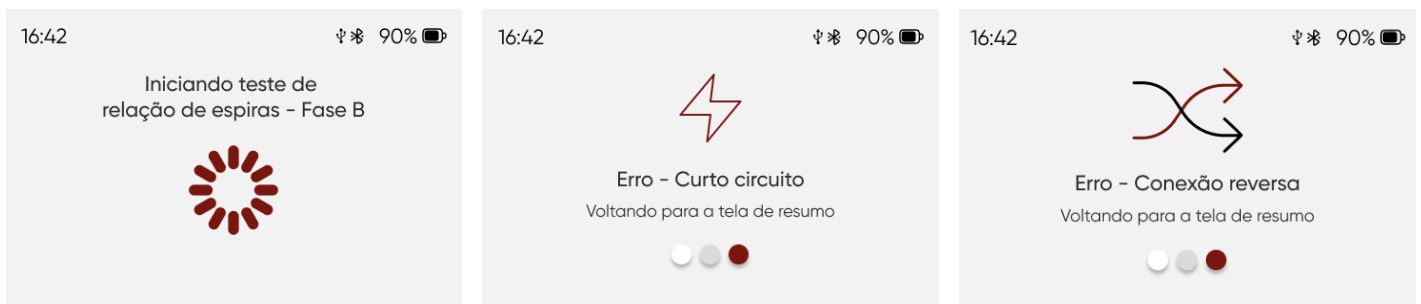 16:42 90%
Iniciando teste de
relação de espiras - Fase B
16:42 90%
Erro - Curto circuito
Voltando para a tela de resumo
16:42 90%
Erro - Conexão reversa
Voltando para a tela de resumo